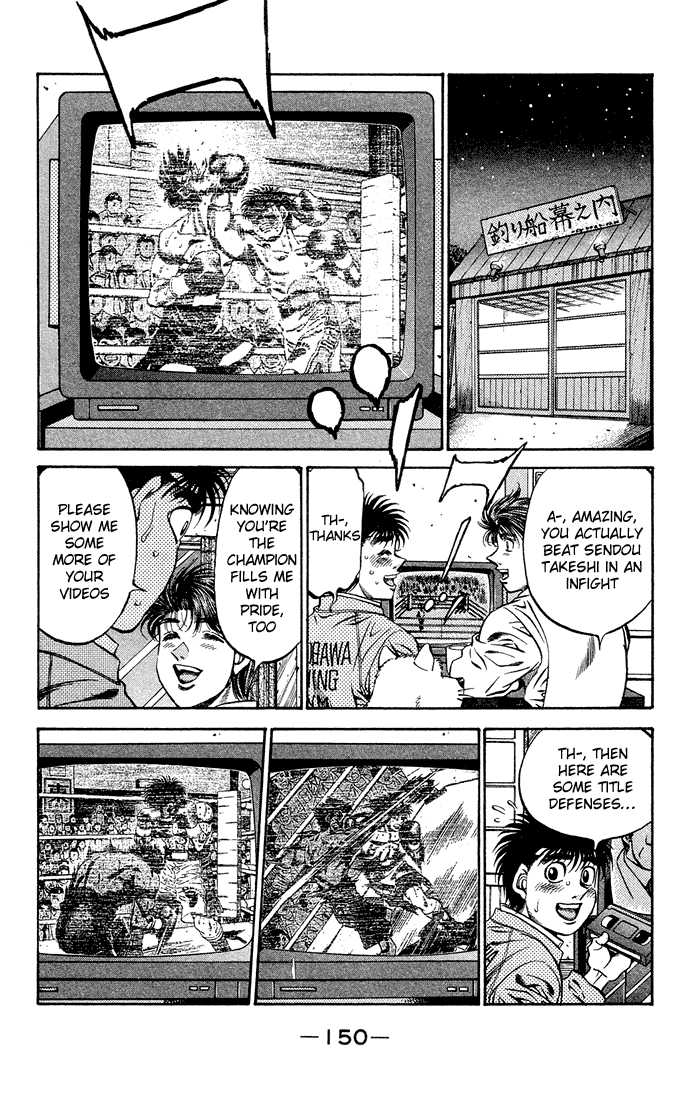 釣り船幕之内
A-, AMAZING,
YOU ACTUALLY
BEAT SENDOU
TAKESHI IN AN
INFIGHT
TH-,
THANKS
OGAWA
ING
KNOWING
YOU'RE
THE
CHAMPION
FILLS ME
WITH
PRIDE,
TOO
PLEASE
SHOW ME
SOME
MORE OF
YOUR
VIDEOS
TH-, THEN
HERE ARE
SOME TITLE
DEFENSES...
—150—